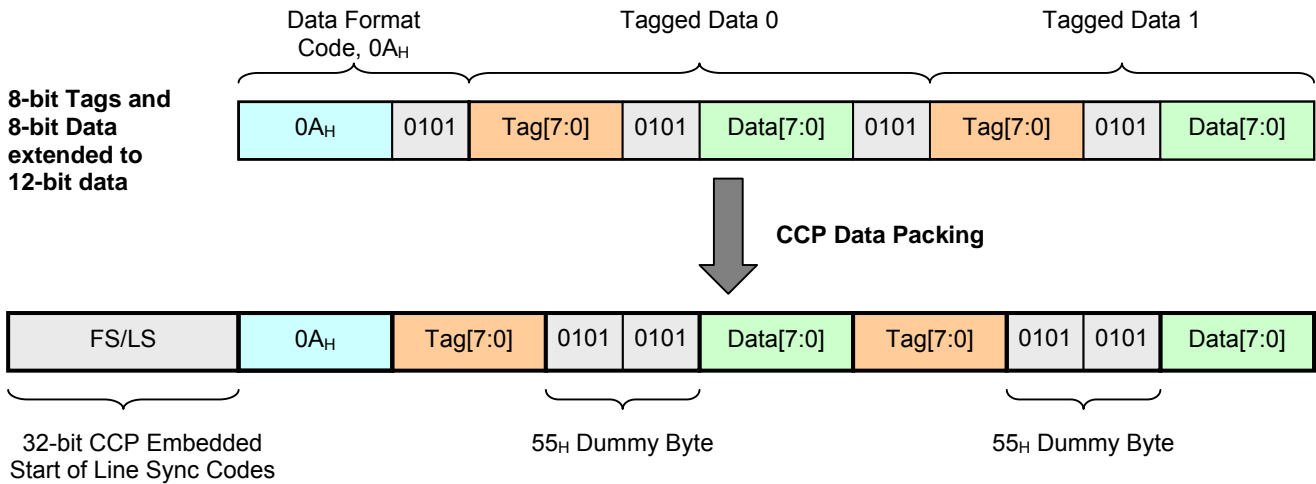 Data Format
Code, 0AH
Tagged Data 0
Tagged Data 1
8-bit Tags and
8-bit Data
extended to
12-bit data
0AH 0101 Tag[7:0] 0101 Data[7:0] 0101 Tag[7:0] 0101 Data[7:0]
CCP Data Packing
FS/LS 0AH Tag[7:0] 0101 0101 Data[7:0] Tag[7:0] 0101 0101 Data[7:0]
32-bit CCP Embedded
Start of Line Sync Codes
55H Dummy Byte
55H Dummy Byte